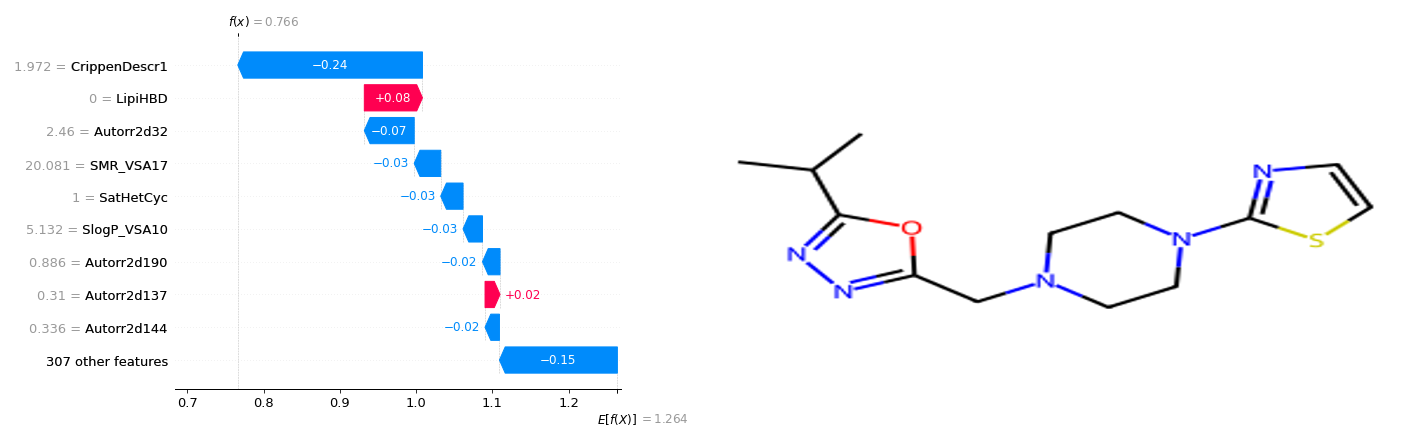 f(x) = 0.766
1.972 = CrippenDescr1
−0.24
0 = LipiHBD
+0.08
2.46 = Autorr2d32
−0.07
20.081 = SMR_VSA17
−0.03
1 = SatHetCyc
−0.03
5.132 = SlogP_VSA10
−0.03
0.886 = Autorr2d190
−0.02
0.31 = Autorr2d137
+0.02
0.336 = Autorr2d144
−0.02
307 other features
−0.15
0.7 0.8 0.9 1.0 1.1 1.2
E[f(X)] = 1.264
N
O
N
S
N
N
N